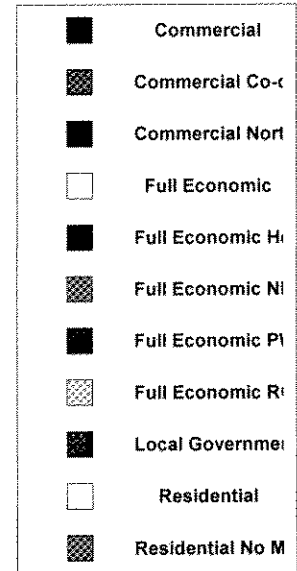 Commercial
Commercial Co-
Commercial Nort
Full Economic
Full Economic H
Full Economic N
Full Economic P
Full Economic R
Local Governme
Residential
Residential No M